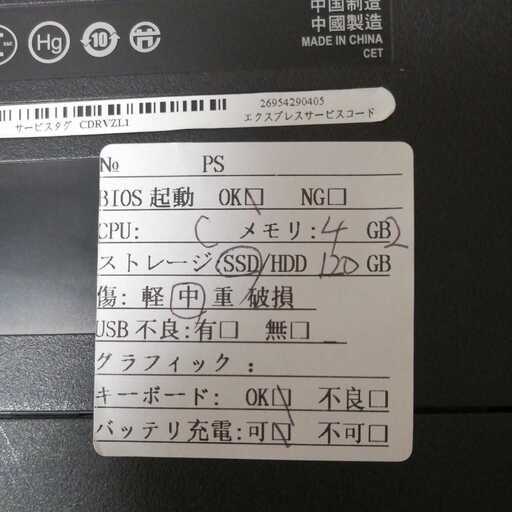 中国制造
中國製造
MADE IN CHINA
CET
Hg
10
26954290405
サービスタグ CDRVZL1 エクスプレスサービスコード
№ PS
BIOS 起動 OK☑ NG□
CPU: C メモリ: 4 GB 2
ストレージ:SSD/HDD 120 GB
傷: 軽 中 重 破損
USB 不良:有□ 無□ _
グラフィック :
キーボード: OK☑ 不良□
バッテリ充電:可☑ 不可□